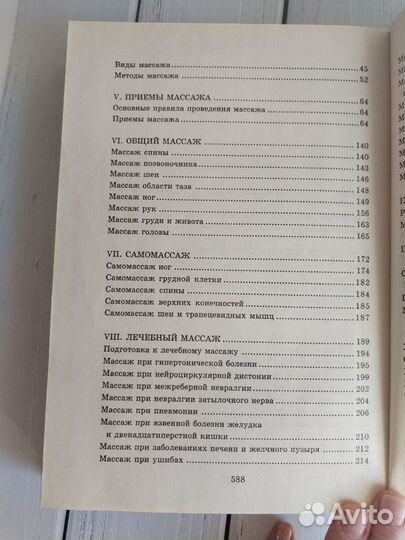 Виды массажа 45
Методы массажа 52
V. ПРИЕМЫ МАССАЖА 64
Основные правила проведения массажа 64
Приемы массажа 64
VI. ОБЩИЙ МАССАЖ 140
Массаж спины 140
Массаж позвоночника 143
Массаж шеи 146
Массаж области таза 148
Массаж ног 149
Массаж рук 156
Массаж груди и живота 163
Массаж головы 165
VII. САМОМАССАЖ 172
Самомассаж ног 174
Самомассаж грудной клетки 182
Самомассаж спины 184
Самомассаж верхних конечностей 185
Самомассаж шеи и трапецевидных мышц 187
VIII. ЛЕЧЕБНЫЙ МАССАЖ 189
Подготовка к лечебному массажу 194
Массаж при гипертонической болезни 195
Массаж при нейроциркулярной дистонии 199
Массаж при межреберной невралгии 202
Массаж при невралгии затылочного нерва 204
Массаж при пневмонии 206
Массаж при язвенной болезни желудка
и двенадцатиперстной кишки 210
Массаж при заболеваниях печени и желчного пузыря 212
Массаж при ушибах 214
588
Avito